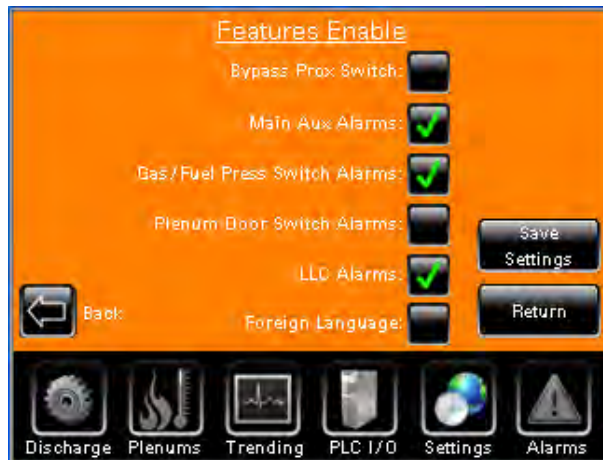 Features Enable
Bypass Prox Switch:
Main Aux Alarms:
Gas/Fuel Press Switch Alarms:
Plenum Door Switch Alarms:
LLC Alarms:
Foreign Language:
Save
Settings
Back
Return
Discharge Plenums Trending PLC I/O Settings Alarms